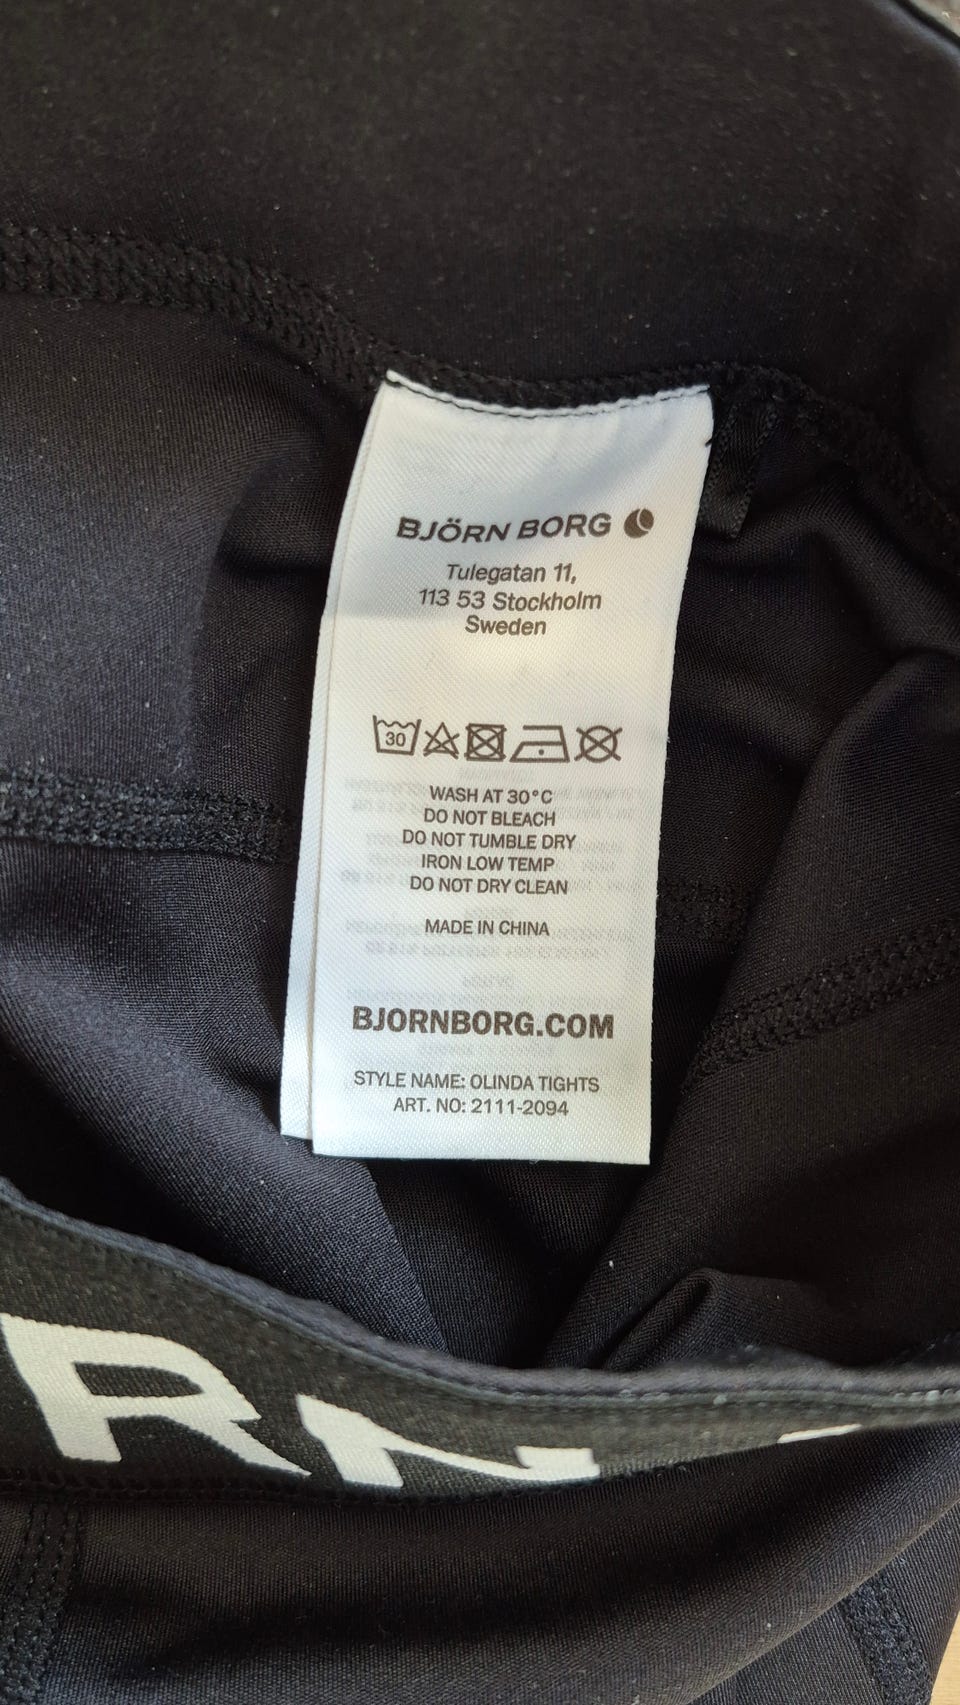 BJÖRN BORG
Tulegatan 11,
113 53 Stockholm
Sweden
30
WASH AT 30°C
DO NOT BLEACH
DO NOT TUMBLE DRY
IRON LOW TEMP
DO NOT DRY CLEAN
MADE IN CHINA
BJORNBORG.COM
STYLE NAME: OLINDA TIGHTS
ART. NO: 2111-2094
RN